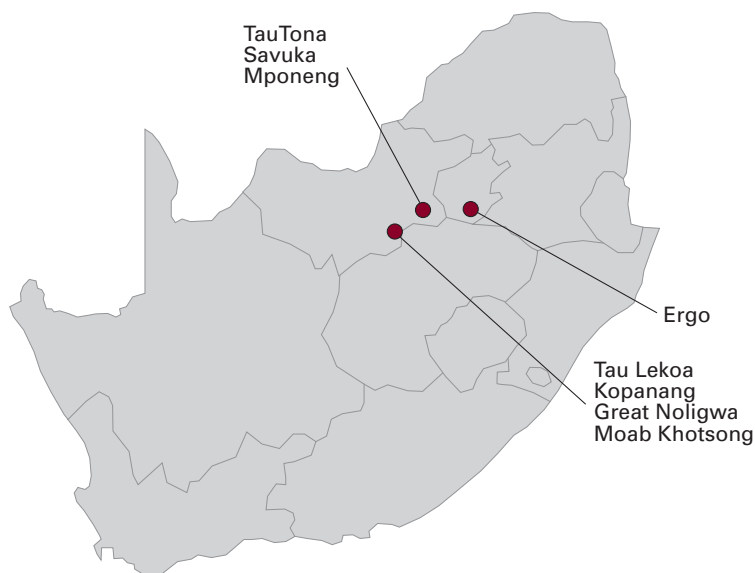 TauTona
Savuka
Mponeng
Ergo
Tau Lekoa
Kopanang
Great Noligwa
Moab Khotsong